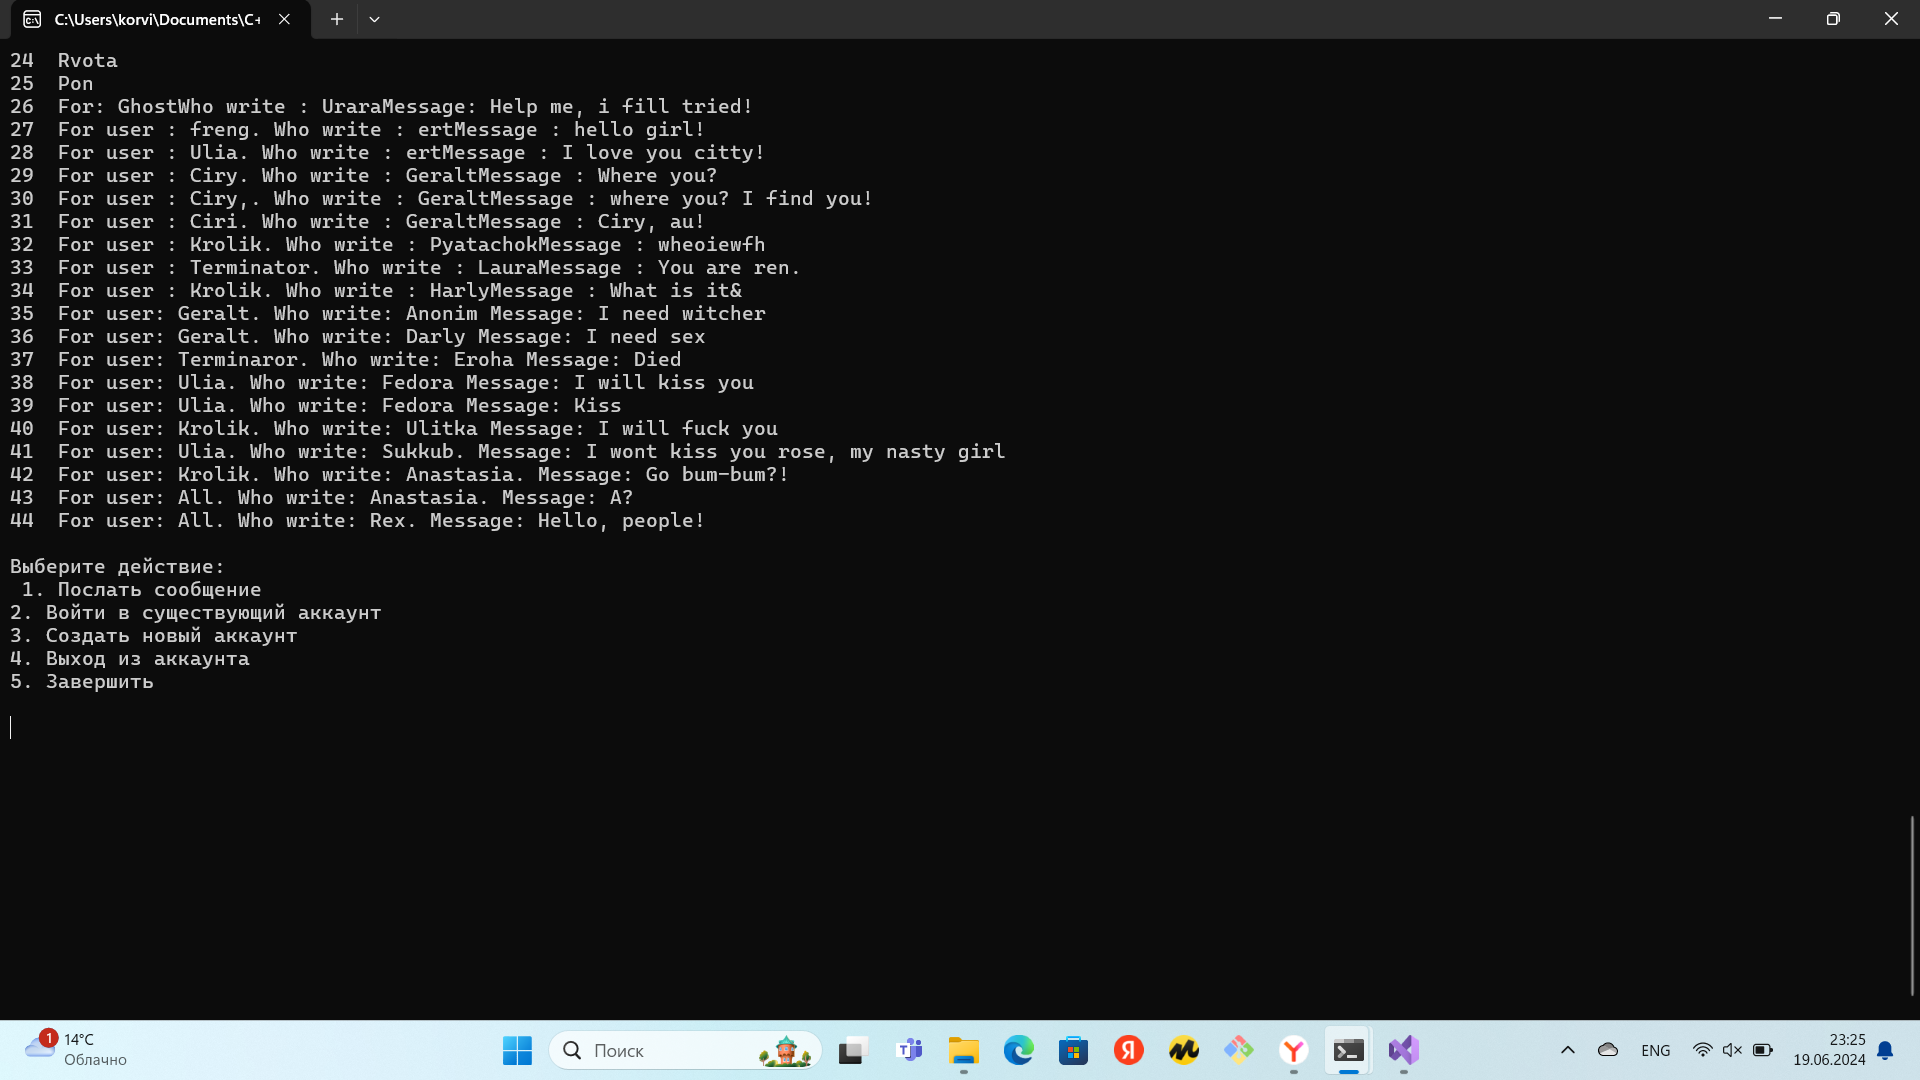 C:\Users\korvi\Documents\C+
24  Rvota
25  Pon
26  For: GhostWho write : UraraMessage: Help me, i fill tried!
27  For user : freng. Who write : ertMessage : hello girl!
28  For user : Ulia. Who write : ertMessage : I love you citty!
29  For user : Ciry. Who write : GeraltMessage : Where you?
30  For user : Ciry,. Who write : GeraltMessage : where you? I find you!
31  For user : Ciri. Who write : GeraltMessage : Ciry, au!
32  For user : Krolik. Who write : PyatachokMessage : wheoiewfh
33  For user : Terminator. Who write : LauraMessage : You are ren.
34  For user : Krolik. Who write : HarlyMessage : What is it&
35  For user: Geralt. Who write: Anonim Message: I need witcher
36  For user: Geralt. Who write: Darly Message: I need sex
37  For user: Terminaror. Who write: Eroha Message: Died
38  For user: Ulia. Who write: Fedora Message: I will kiss you
39  For user: Ulia. Who write: Fedora Message: Kiss
40  For user: Krolik. Who write: Ulitka Message: I will fuck you
41  For user: Ulia. Who write: Sukkub. Message: I wont kiss you rose, my nasty girl
42  For user: Krolik. Who write: Anastasia. Message: Go bum-bum?!
43  For user: All. Who write: Anastasia. Message: A?
44  For user: All. Who write: Rex. Message: Hello, people!
Выберите действие:
1. Послать сообщение
2. Войти в существующий аккаунт
3. Создать новый аккаунт
4. Выход из аккаунта
5. Завершить
1
14°C
Облачно
Поиск
ENG
23:25
19.06.2024